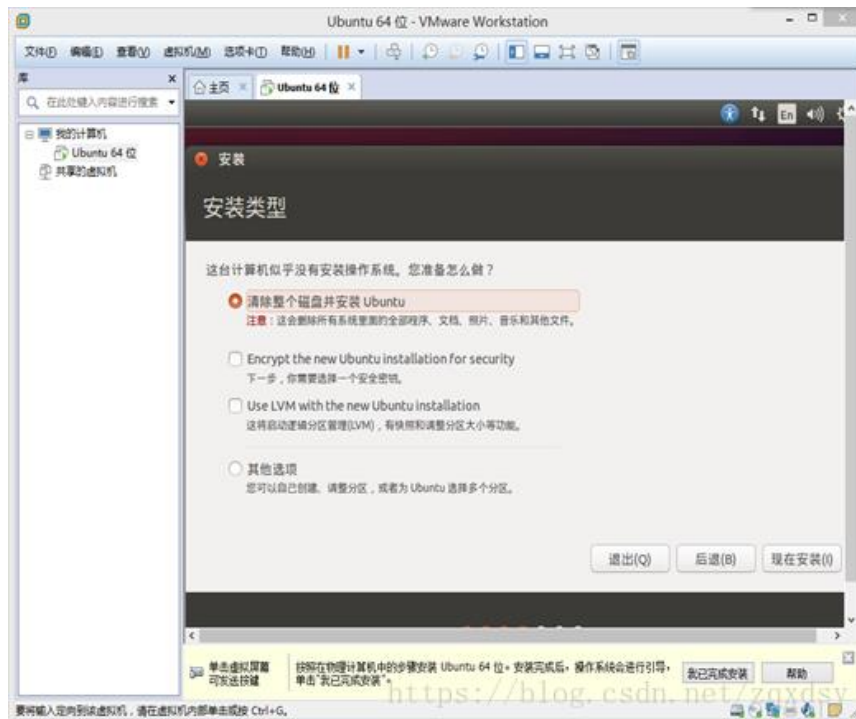 Ubuntu 64 位 - VMware Workstation
文件(F) 编辑(E) 查看(V) 虚拟机(M) 选项卡(T) 帮助(H)
库
主页 Ubuntu 64 位
在此处键入内容进行搜索
En
我的计算机
Ubuntu 64 位
共享的虚拟机
安装
安装类型
这台计算机似乎没有安装操作系统。您准备怎么做？
清除整个磁盘并安装 Ubuntu
注意：这会删除所有系统里面的全部程序、文档、照片、音乐和其他文件。
Encrypt the new Ubuntu installation for security
下一步，你需要选择一个安全密钥。
Use LVM with the new Ubuntu installation
这将启动逻辑分区管理(LVM)，有快照和调整分区大小等功能。
其他选项
您可以自己创建、调整分区，或者为 Ubuntu 选择多个分区。
退出(Q) 后退(B) 现在安装(I)
单击虚拟屏幕
可发送按键
按照在物理计算机中的步骤安装 Ubuntu 64 位。安装完成后，操作系统会进行引导，
单击“我已完成安装”。
我已完成安装 帮助
https://blog.csdn.net/zqxdsy
要将输入定向到该虚拟机，请在虚拟机内部单击或按 Ctrl+G。